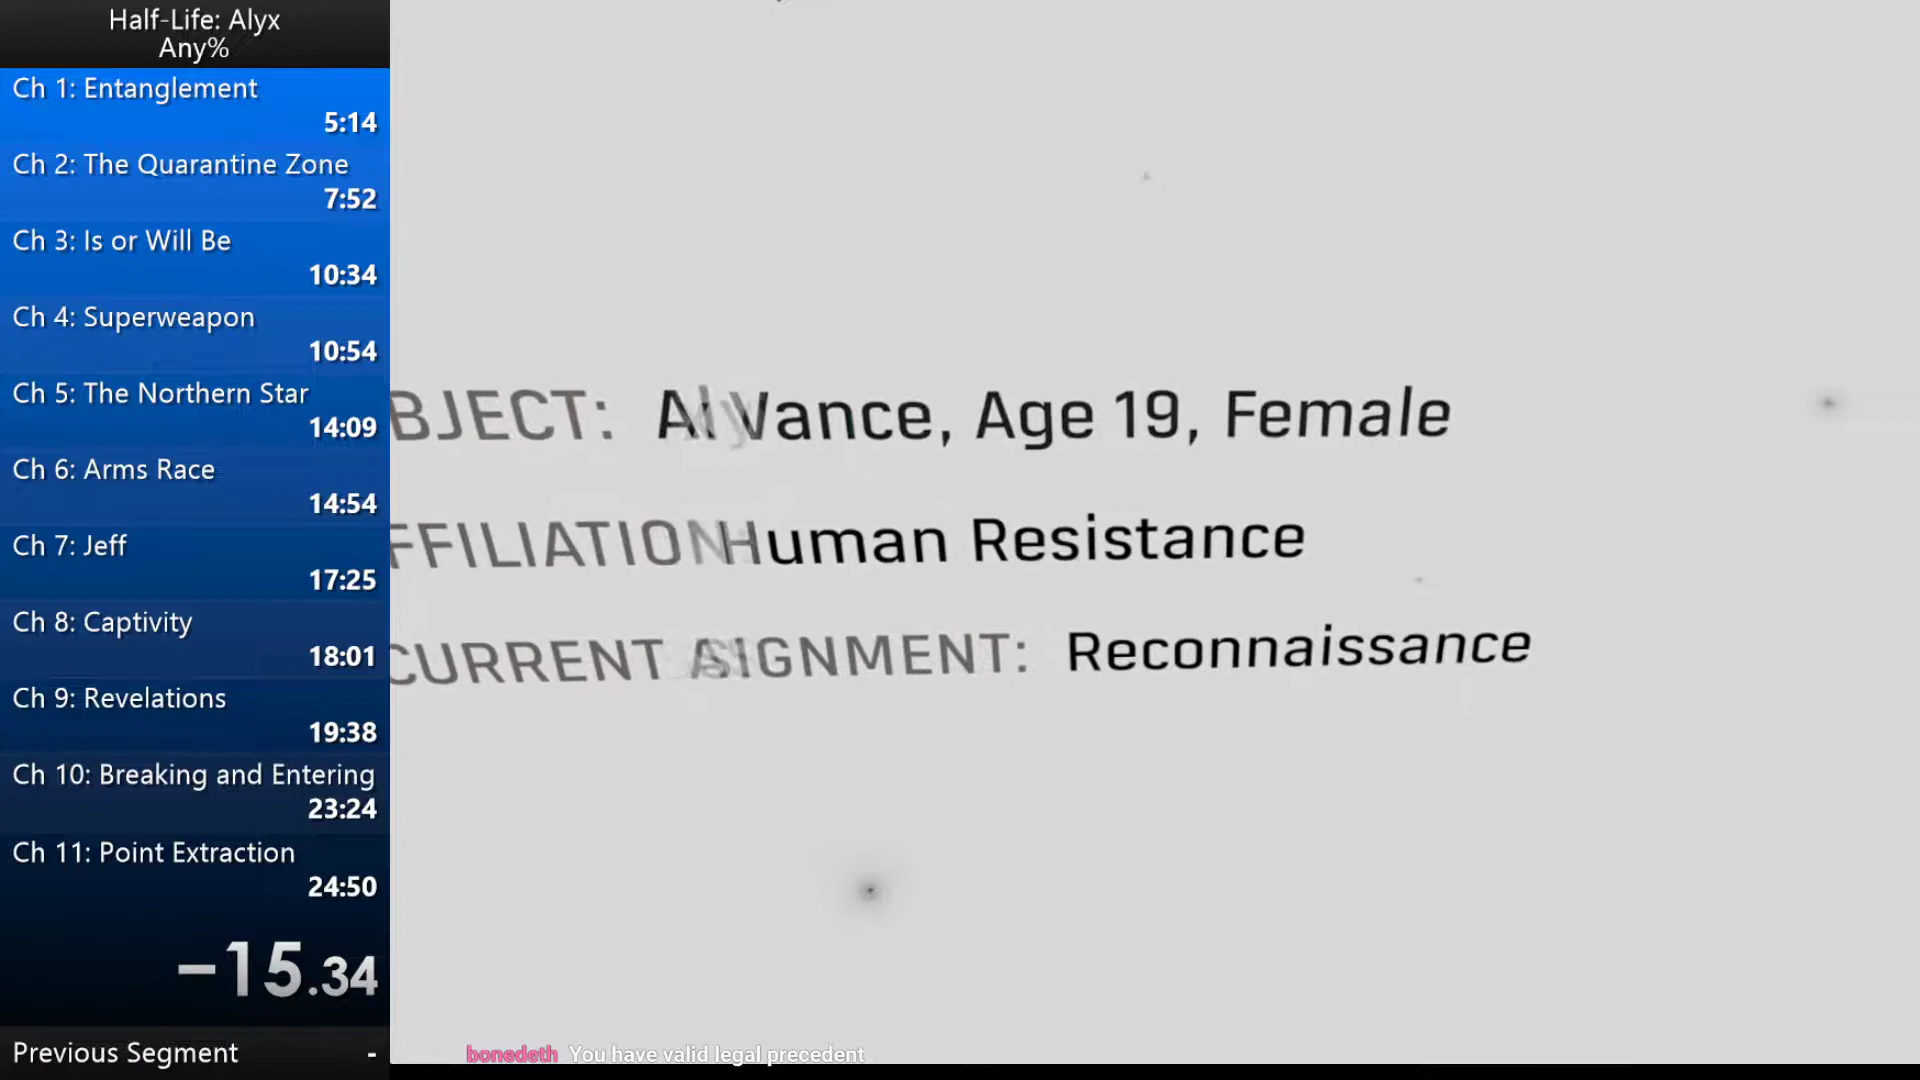 Half-Life: Alyx
Any%
Ch 1: Entanglement
5:14
Ch 2: The Quarantine Zone
7:52
Ch 3: Is or Will Be
10:34
Ch 4: Superweapon
10:54
Ch 5: The Northern Star
14:09
Ch 6: Arms Race
14:54
Ch 7: Jeff
17:25
Ch 8: Captivity
18:01
Ch 9: Revelations
19:38
Ch 10: Breaking and Entering
23:24
Ch 11: Point Extraction
24:50
-15.34
Previous Segment -
BJECT: Vance, Age 19, Female
FFILIATION Human Resistance
CURRENT Reconnaissance
bonedeth You have valid legal precedent